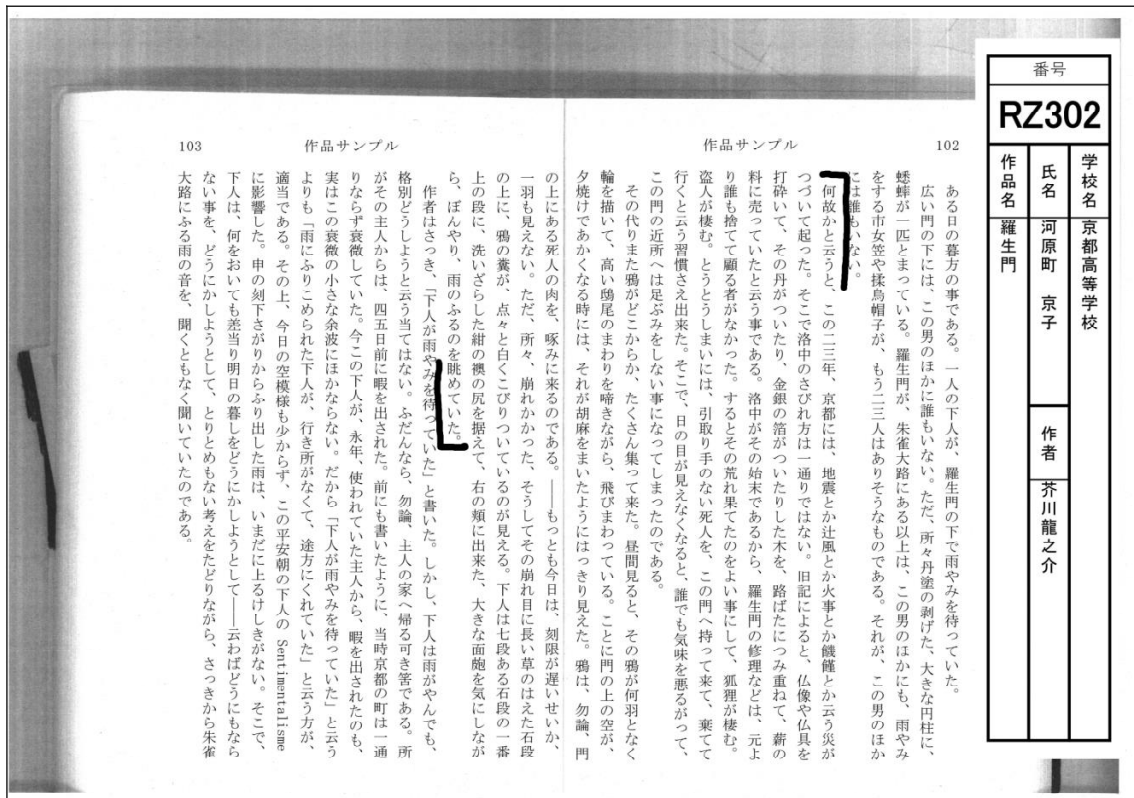 番号
RZ302
学校名 京都高等学校
氏名 河原町 京子
作者 芥川龍之介
作品名 羅生門
102
作品サンプル
ある日の暮方の事である。一人の下人が、羅生門の下で雨やみを待っていた。
広い門の下には、この男のほかに誰もいない。ただ、所々丹塗の剥げた、大きな円柱に、
蟋蟀が一匹とまっている。羅生門が、朱雀大路にある以上は、この男のほかにも、雨やみ
をする市女笠や揉烏帽子が、もう二三人はありそうなものである。それが、この男のほか
には誰もいない。
何故かと云うと、この二三年、京都には、地震とか辻風とか火事とか饑饉とか云う災が
つづいて起った。そこで洛中のさびれ方は一通りではない。旧記によると、仏像や仏具を
打砕いて、その丹がついたり、金銀の箔がついたりした木を、路ばたにつみ重ねて、薪の
料に売っていたと云う事である。洛中がその始末であるから、羅生門の修理などは、元よ
り誰も捨てて顧る者がなかった。するとその荒れ果てたのをよい事にして、狐狸が棲む。
盗人が棲む。とうとうしまいには、引取り手のない死人を、この門へ持って来て、棄てて
行くと云う習慣さえ出来た。そこで、日の目が見えなくなると、誰でも気味を悪るがって、
この門の近所へは足ぶみをしない事になってしまったのである。
その代りまた鴉がどこからか、たくさん集って来た。昼間見ると、その鴉が何羽となく
輪を描いて、高い鴟尾のまわりを啼きながら、飛びまわっている。ことに門の上の空が、
夕焼けであかくなる時には、それが胡麻をまいたようにはっきり見えた。鴉は、勿論、門
103
作品サンプル
の上にある死人の肉を、啄みに来るのである。――もっとも今日は、刻限が遅いせいか、
一羽も見えない。ただ、所々、崩れかかった、そうしてその崩れ目に長い草のはえた石段
の上に、鴉の糞が、点々と白くこびりついているのが見える。下人は七段ある石段の一番
上の段に、洗いざらした紺の襖の尻を据えて、右の頬に出来た、大きな面皰を気にしなが
ら、ぼんやり、雨のふるのを眺めていた。
作者はさっき、「下人が雨やみを待っていた」と書いた。しかし、下人は雨がやんでも、
格別どうしようと云う当てはない。ふだんなら、勿論、主人の家へ帰る可き筈である。所
がその主人からは、四五日前に暇を出された。前にも書いたように、当時京都の町は一通
りならず衰微していた。今この下人が、永年、使われていた主人から、暇を出されたのも、
実はこの衰微の小さな余波にほかならない。だから「下人が雨やみを待っていた」と云う
よりも「雨にふりこめられた下人が、行き所がなくて、途方にくれていた」と云う方が、
適当である。その上、今日の空模様も少からず、この平安朝の下人の Sentimentalisme
に影響した。申の刻下さがりからふり出した雨は、いまだに上るけしきがない。そこで、
下人は、何をおいても差当り明日の暮しをどうにかしようとして――云わばどうにもなら
ない事を、どうにかしようとして、とりとめもない考えをたどりながら、さっきから朱雀
大路にふる雨の音を、聞くともなく聞いていたのである。